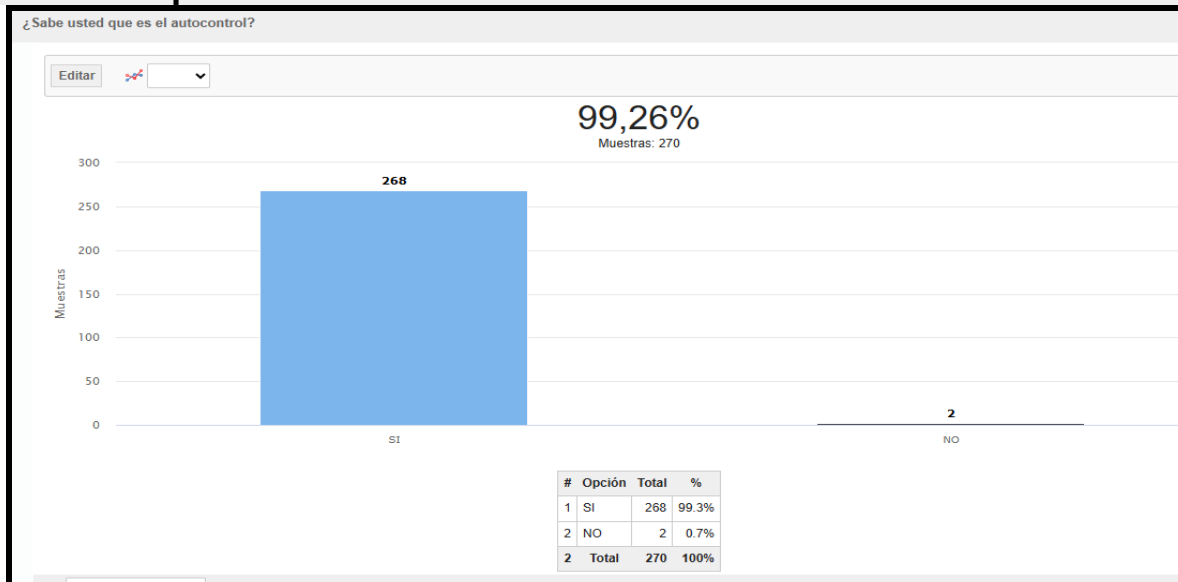 ¿Sabe usted que es el autocontrol?
Editar
99,26%
Muestras: 270
300
250
200
150
100
50
0
Muestras
268
2
SI
NO
# Opción Total %
1 SI 268 99.3%
2 NO 2 0.7%
2 Total 270 100%